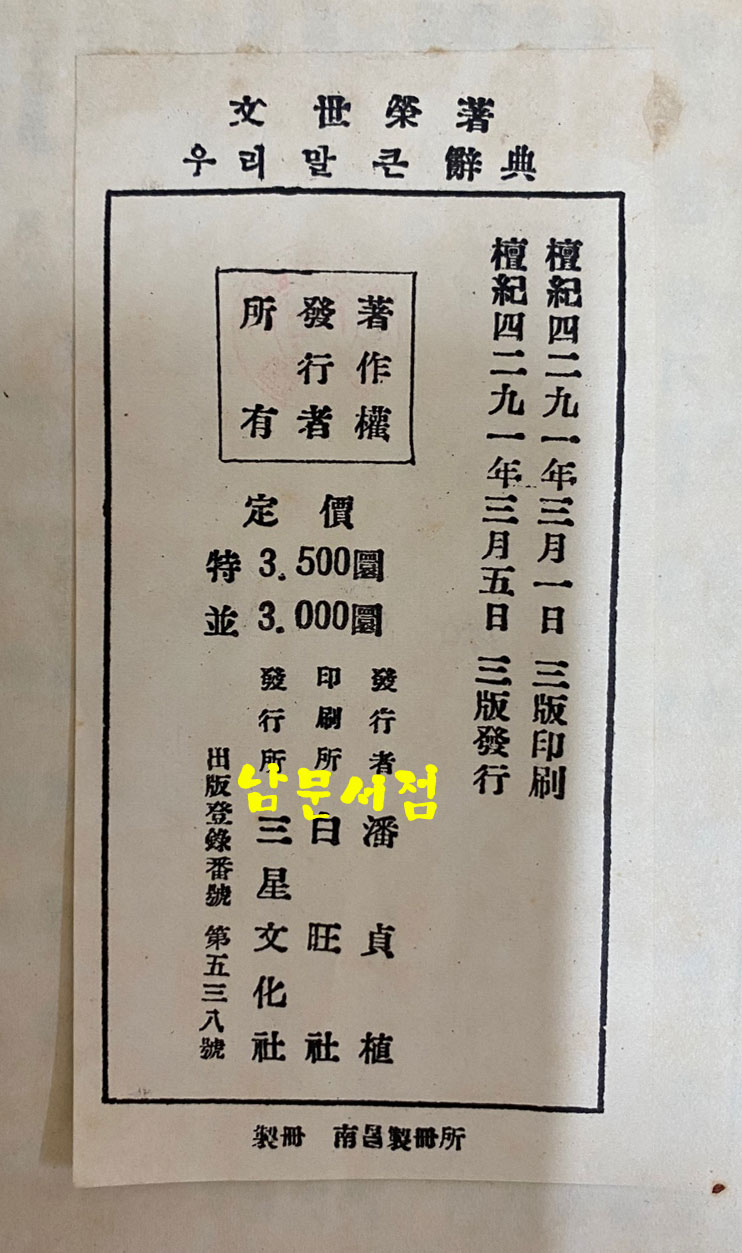 文世榮著
우리말큰辭典
檀紀四二九一年三月一日 三版印刷
檀紀四二九一年三月五日 三版發行
著作權
發行者
所有
定價
特 3.500圜
並 3.000圜
發行者 潘貞植
印刷所 日旺社
發行所 三星文化社
出版登錄番號 第五三八號
製冊 南昌製冊所
남문서점